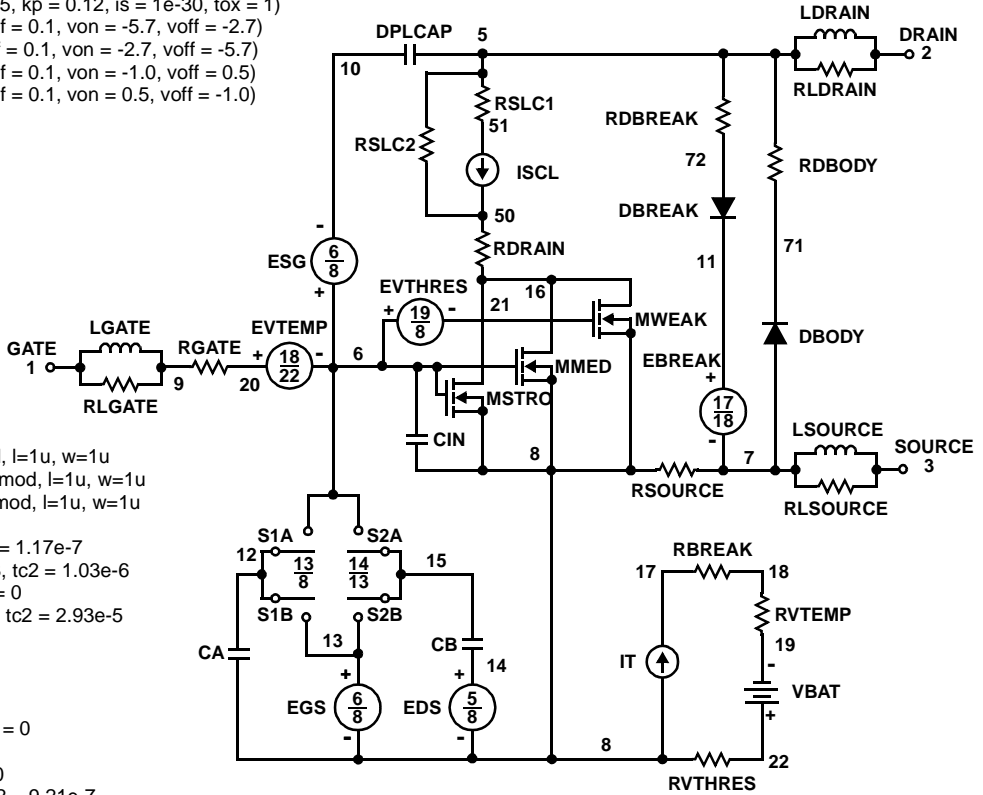 5, kp = 0.12, is = 1e-30, tox = 1)
f = 0.1, von = -5.7, voff = -2.7)
= 0.1, von = -2.7, voff = -5.7)
f = 0.1, von = -1.0, voff = 0.5)
f = 0.1, von = 0.5, voff = -1.0)
LDRAIN
DPLCAP
5
DRAIN
2
10
RLDRAIN
RSLC1
51
RDBREAK
RSLC2
72
RDBODY
ISCL
50
DBREAK
-
RDRAIN
71
ESG
6
8
11
+
EVTHRES
16
+
19
8
-
21
MWEAK
LGATE
EVTEMP
DBODY
GATE
1
RGATE
+
18
22
-
6
MMED
EBREAK
+
9
20
MSTRO
17
18
RLGATE
CIN
-
LSOURCE
8
7
SOURCE
3
RSOURCE
RLSOURCE
, l=1u, w=1u
mod, l=1u, w=1u
mod, l=1u, w=1u
= 1.17e-7
, tc2 = 1.03e-6
= 0
tc2 = 2.93e-5
S1A
S2A
12
13
8
14
13
15
S1B
S2B
13
CA
CB
14
+
+
EGS
6
8
EDS
5
8
-
-
RBREAK
17
18
RVTEMP
19
IT
-
VBAT
+
8
22
RVTHRES
= 0